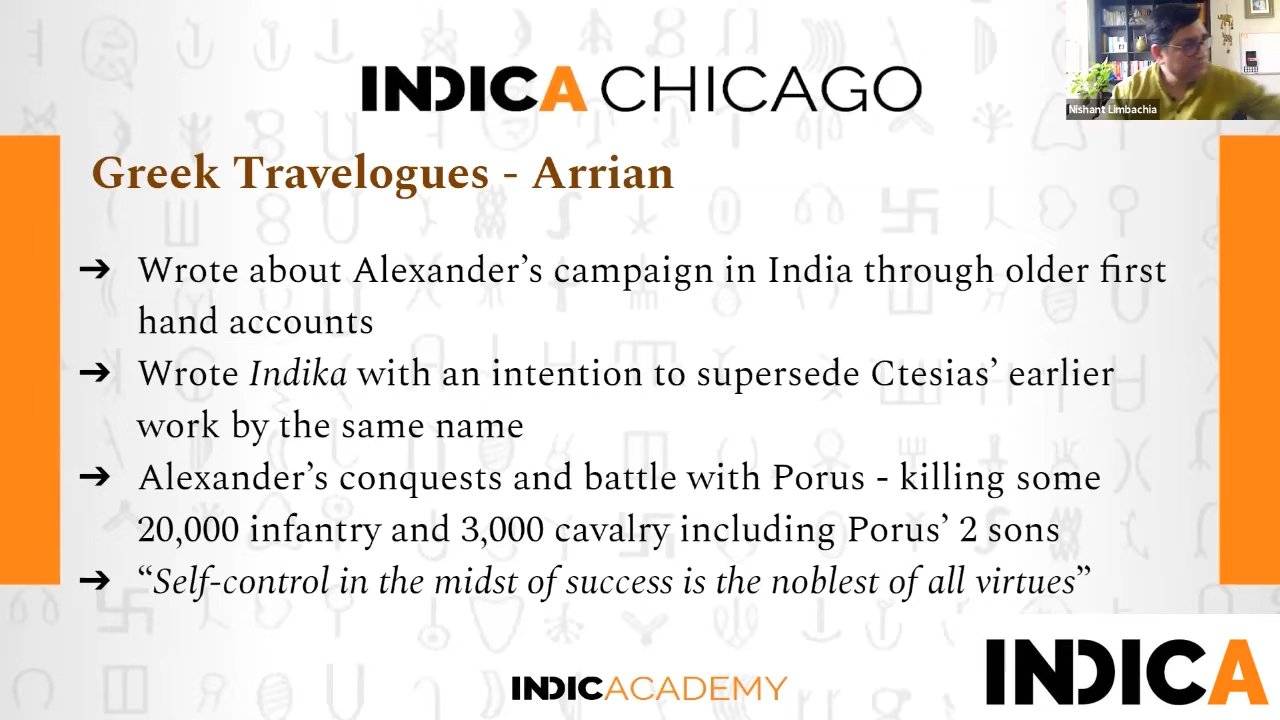 INDICA CHICAGO
Nishant Limbachia
Greek Travelogues - Arrian
➔ Wrote about Alexander’s campaign in India through older first
hand accounts
➔ Wrote Indika with an intention to supersede Ctesias’ earlier
work by the same name
➔ Alexander’s conquests and battle with Porus - killing some
20,000 infantry and 3,000 cavalry including Porus’ 2 sons
➔ “Self-control in the midst of success is the noblest of all virtues”
INDICACADEMY
INDICA